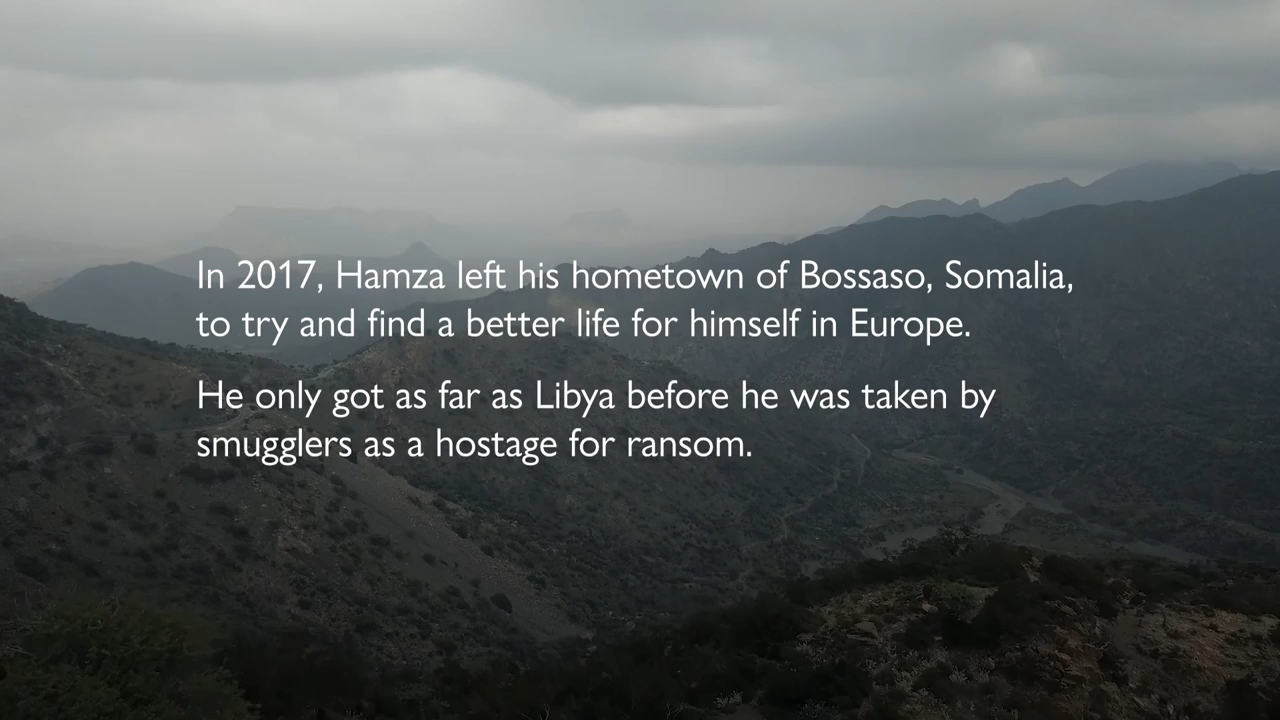 In 2017, Hamza left his hometown of Bossaso, Somalia,
to try and find a better life for himself in Europe.
He only got as far as Libya before he was taken by
smugglers as a hostage for ransom.